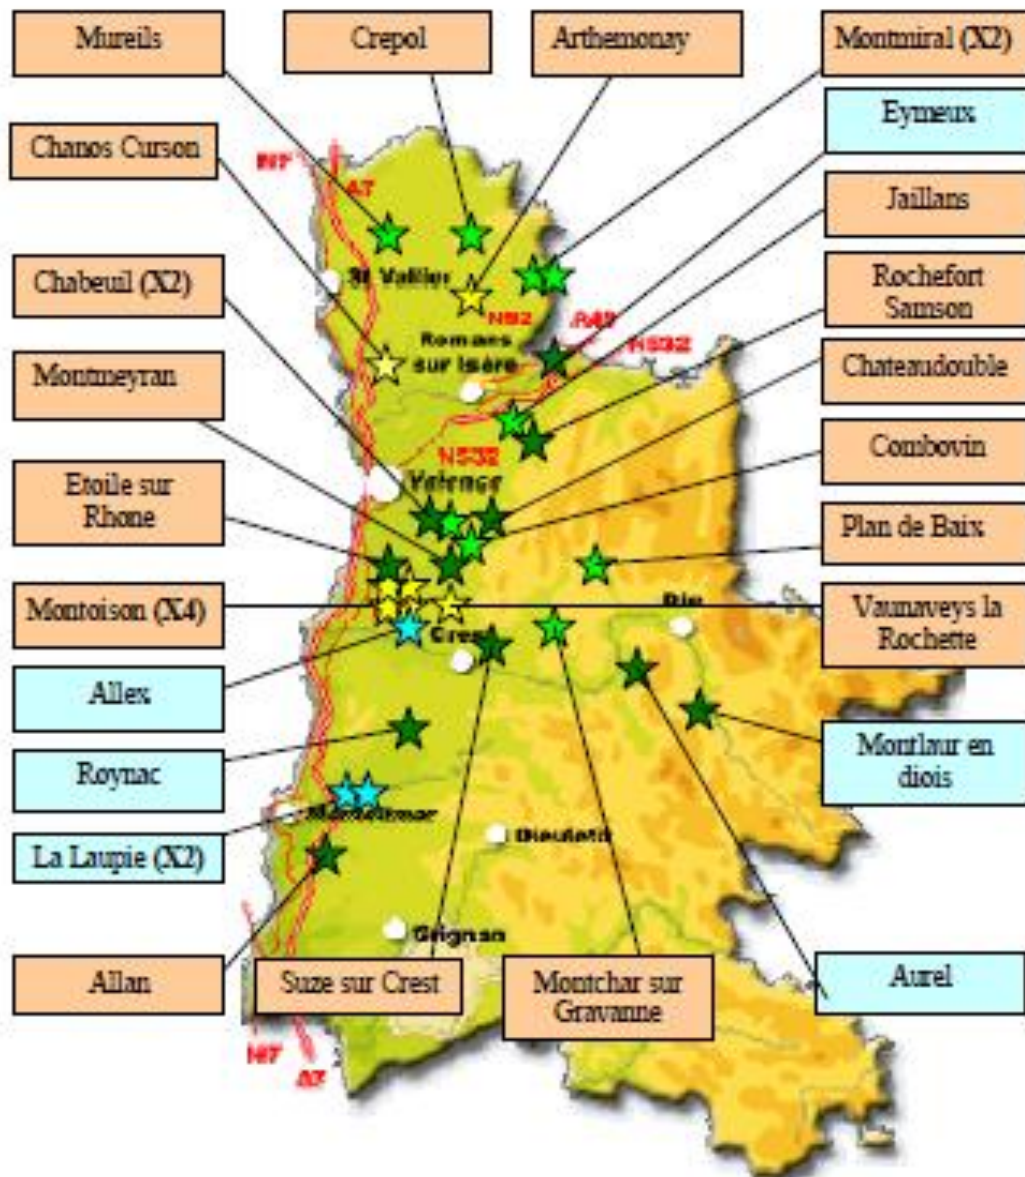 Mureils
Crepol
Arthemonay
Montmiral (X2)
Eymeux
Chanos Curson
N7
A7
Jaillans
Chabeuil (X2)
St Vallier
Rochefort
Samson
N92
A49
N532
Romans
sur Isère
Montmeyran
Chateaudouble
N532
Valence
Combovin
Etoile sur
Rhone
Plan de Baix
Montoison (X4)
Die
Vaunaveys la
Rochette
Crest
Allex
Montlaur en
diois
Roynac
Montelimar
Dieulefit
La Laupie (X2)
Grignan
Allan
Suze sur Crest
Montchar sur
Gravanne
Aurel
N7
A7